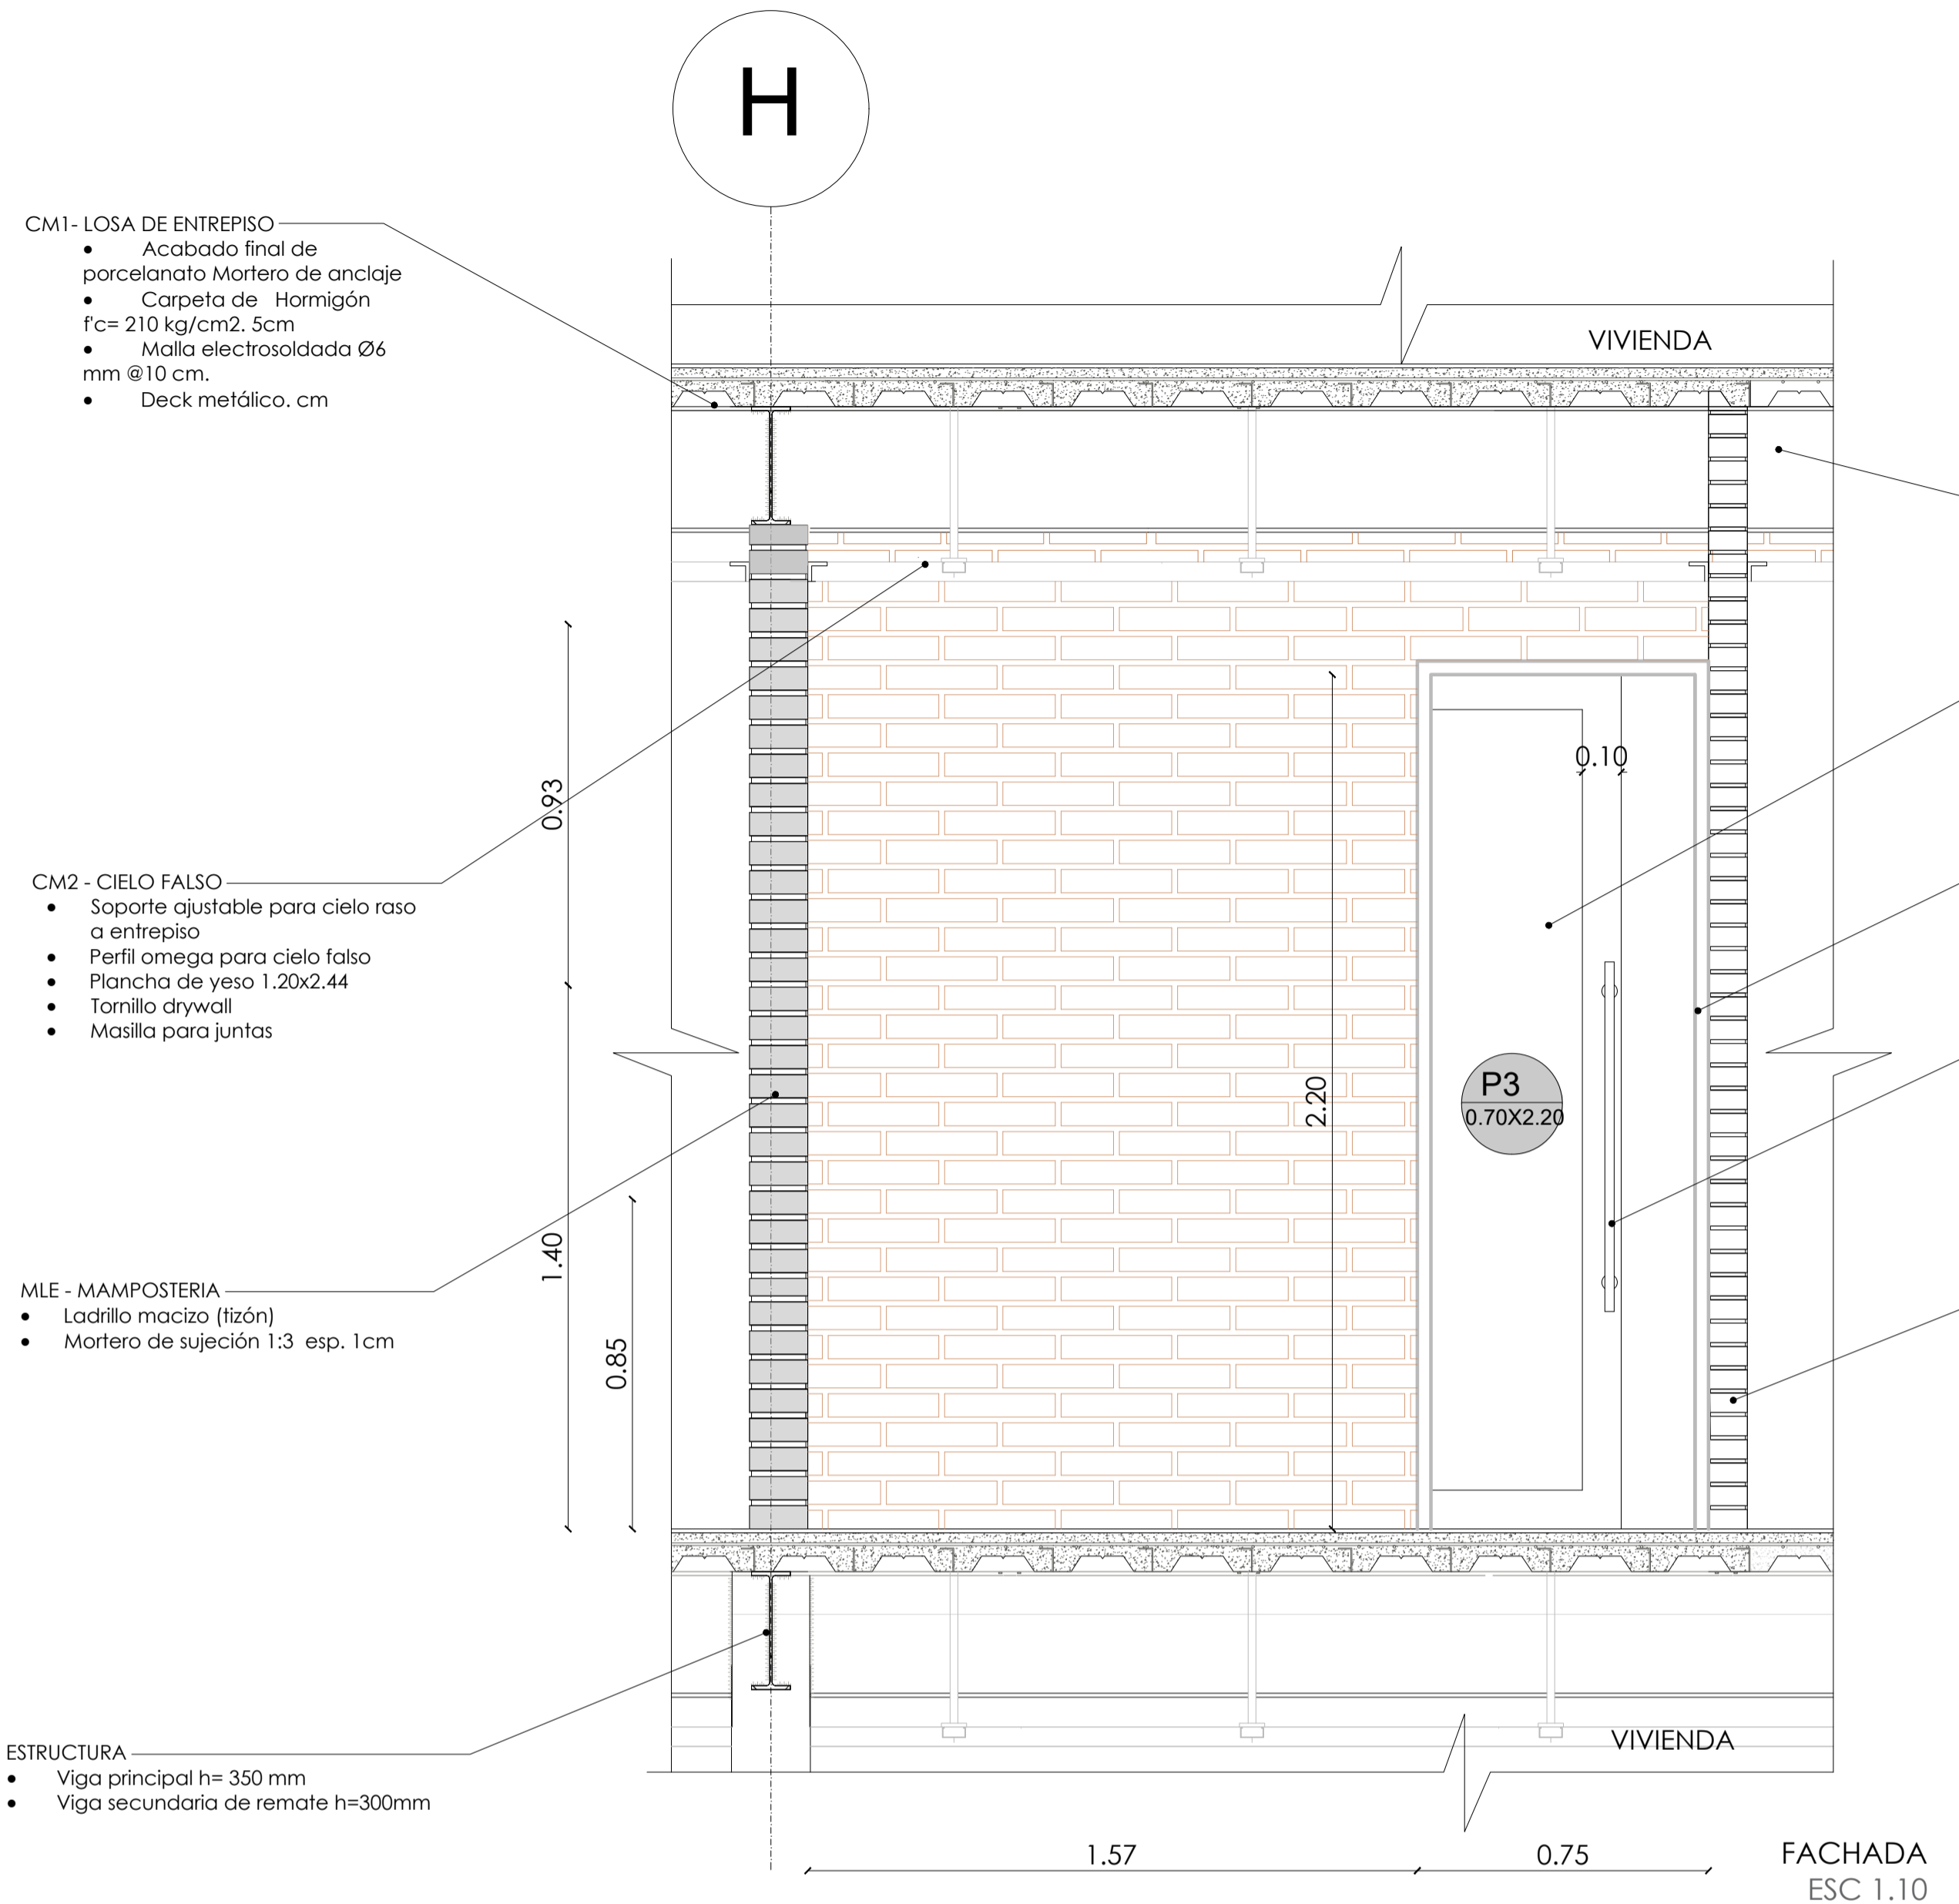 H
CM1- LOSA DE ENTREPISO
• Acabado final de
porcelanato Mortero de anclaje
• Carpeta de Hormigón
f'c= 210 kg/cm2. 5cm
• Malla electrosoldada Ø6
mm @10 cm.
• Deck metálico. cm
VIVIENDA
0.10
0.93
CM2 - CIELO FALSO
• Soporte ajustable para cielo raso
a entrepiso
• Perfil omega para cielo falso
• Plancha de yeso 1.20x2.44
• Tornillo drywall
• Masilla para juntas
P3
0.70X2.20
2.20
1.40
MLE - MAMPOSTERIA
• Ladrillo macizo (tizón)
• Mortero de sujeción 1:3 esp. 1cm
0.85
VIVIENDA
ESTRUCTURA
• Viga principal h= 350 mm
• Viga secundaria de remate h=300mm
1.57
0.75
FACHADA
ESC 1.10